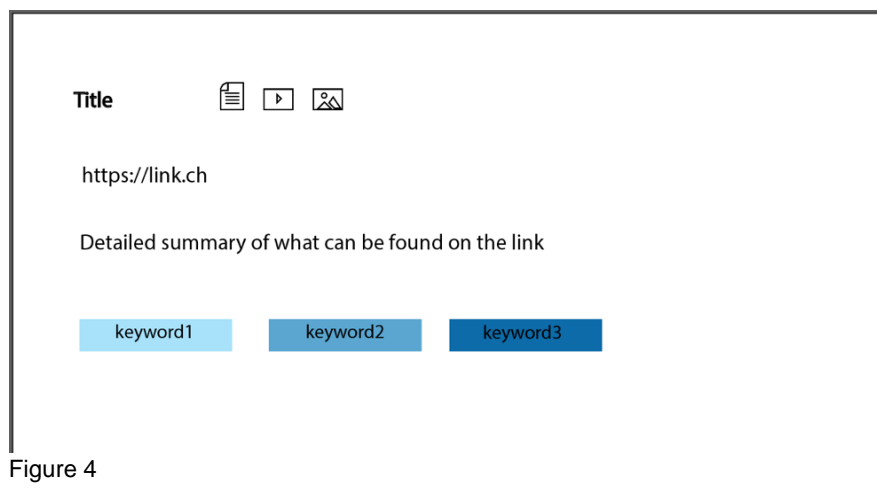 Title
https://link.ch
Detailed summary of what can be found on the link
keyword1 keyword2 keyword3
Figure 4